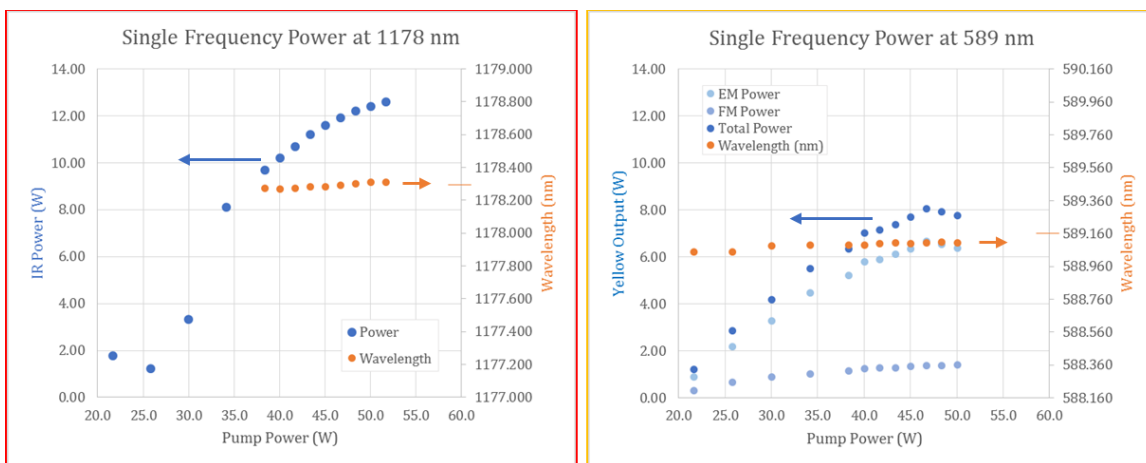 Single Frequency Power at 1178 nm
14.00
12.00
10.00
8.00
6.00
4.00
2.00
0.00
IR Power (W)
1179.000
1178.800
1178.600
1178.400
1178.200
1178.000
1177.800
1177.600
1177.400
1177.200
1177.000
Wavelength (nm)
Power
Wavelength
20.0 25.0 30.0 35.0 40.0 45.0 50.0 55.0 60.0
Pump Power (W)
Single Frequency Power at 589 nm
14.00
12.00
10.00
8.00
6.00
4.00
2.00
0.00
Yellow Output (W)
EM Power
FM Power
Total Power
Wavelength (nm)
590.160
589.960
589.760
589.560
589.360
589.160
588.960
588.760
588.560
588.360
588.160
Wavelength (nm)
20.0 25.0 30.0 35.0 40.0 45.0 50.0 55.0 60.0
Pump Power (W)